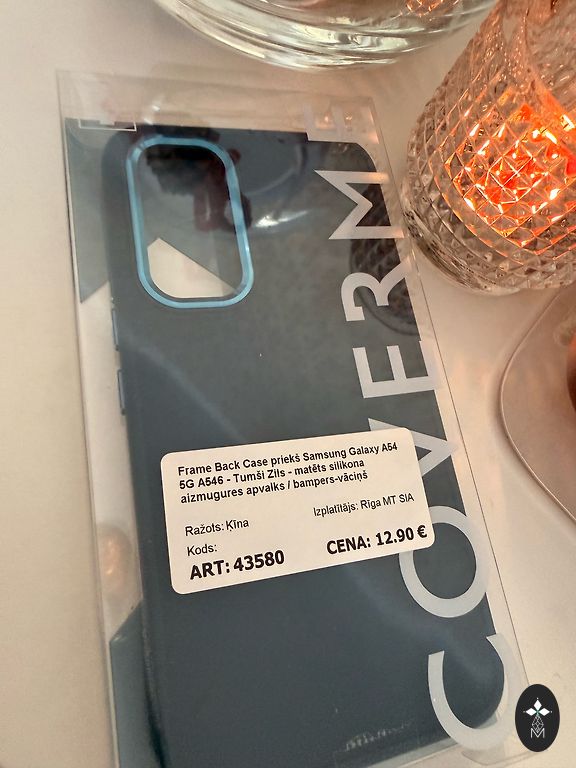 COVERME
Frame Back Case priekš Samsung Galaxy A54
5G A546 - Tumši Zils - matēts silikona
aizmugures apvalks / bampers-vāciņš
Ražots: Ķīna
Izplatītājs: Rīga MT SIA
Kods:
ART: 43580
CENA: 12.90 €
M